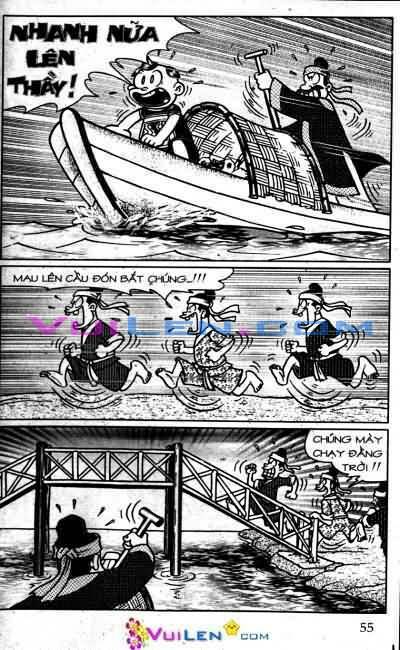 NHANH NỮA
LÊN
THẦY!
MAU LÊN CẦU ĐÓN BẮT CHÚNG..!!!
VUILEN.COM
CHÚNG MÀY
CHẠY ĐẰNG
TRỜI!!
55
VUILEN COM